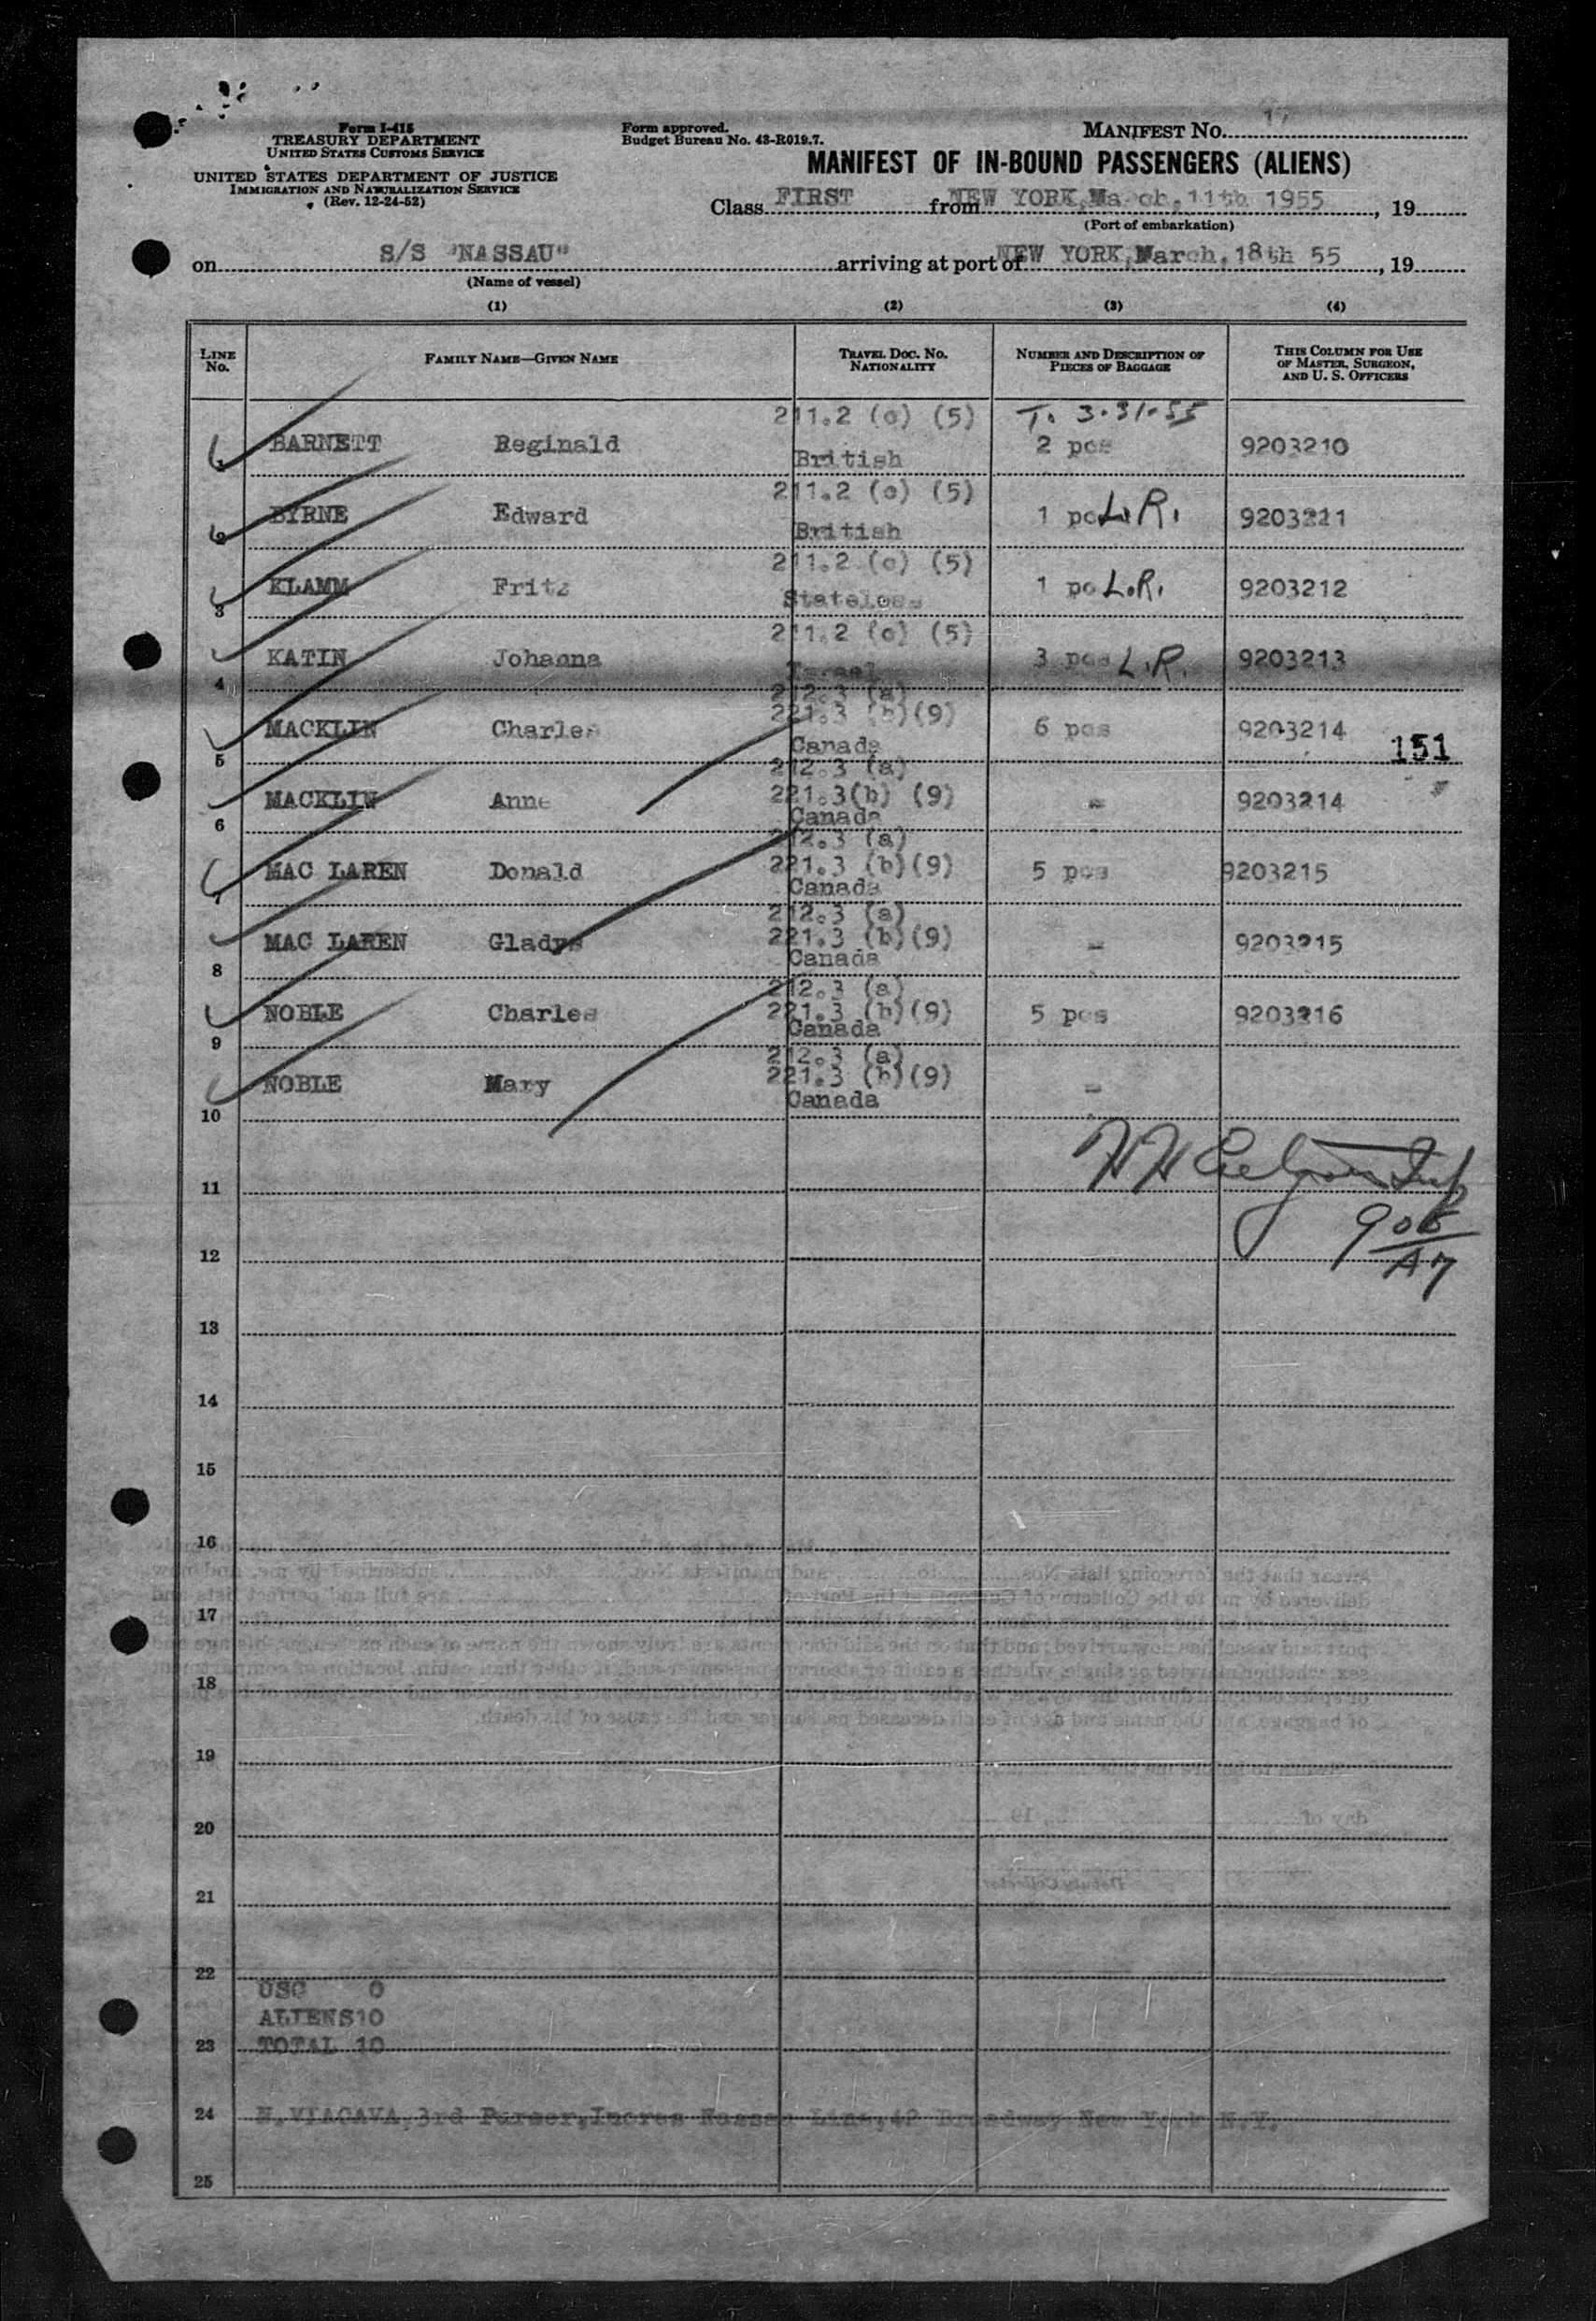 Form I-415
TREASURY DEPARTMENT
UNITED STATES CUSTOMS SERVICE
UNITED STATES DEPARTMENT OF JUSTICE
IMMIGRATION AND NATURALIZATION SERVICE
(Rev. 12-24-52)
Form approved.
Budget Bureau No. 43-R019.7.
MANIFEST NO. 17
MANIFEST OF IN-BOUND PASSENGERS (ALIENS)
Class FIRST from NEW YORK, March, 11th 1955, 19
(Port of embarkation)
on S/S "NASSAU" arriving at port of NEW YORK, March, 18th 55, 19
(Name of vessel)
(1) (2) (3) (4)
LINE NO. FAMILY NAME—GIVEN NAME TRAVEL DOC. NO. NATIONALITY NUMBER AND DESCRIPTION OF PIECES OF BAGGAGE THIS COLUMN FOR USE OF MASTER, SURGEON, AND U. S. OFFICERS
211.2 (c) (5) T. 3-31-55
1 BARNETT Reginald British 2 pcs 9203210
211.2 (c) (5)
2 BYRNE Edward British 1 pc L.R. 9203211
211.2 (c) (5)
3 KLAMM Fritz Stateless 1 pc L.R. 9203212
211.2 (c) (5)
4 KATIN Johanna Israel 3 pcs L.R. 9203213
212.3 (a)
221.3 (b)(9)
5 MACKLIN Charles Canada 6 pcs 9203214
151
212.3 (a)
221.3(b) (9)
6 MACKLIN Anne Canada - 9203214
212.3 (a)
221.3 (b)(9)
7 MAC LAREN Donald Canada 5 pcs 9203215
212.3 (a)
221.3 (b)(9)
8 MAC LAREN Gladys Canada - 9203215
212.3 (a)
221.3 (b)(9)
9 NOBLE Charles Canada 5 pcs 9203216
212.3 (a)
221.3 (b)(9)
10 NOBLE Mary Canada -
11
12
13
14
15
16
17
18
19
20
21
22
USC 0
ALIENS10
23 TOTAL 10
24 N.VIACAVA,3rd Purser,Incres Nassau Line,42 Broadway New York N.Y.
25